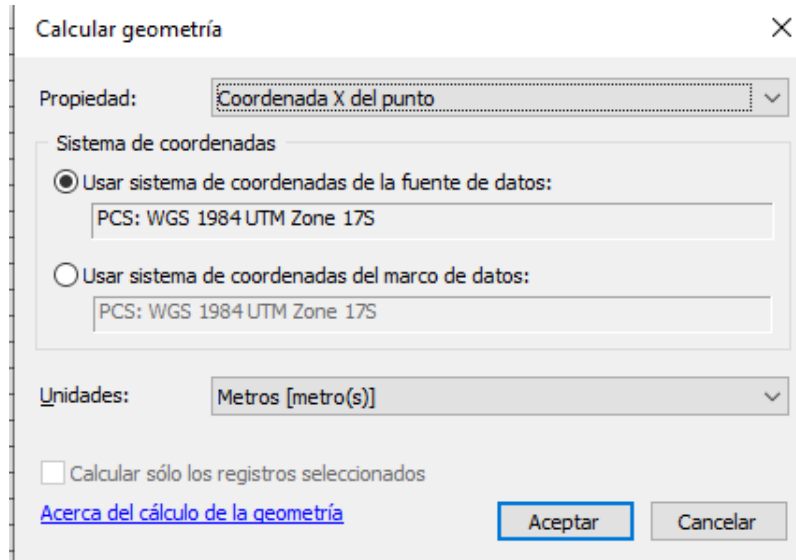 Calcular geometría
Propiedad: Coordenada X del punto
Sistema de coordenadas
Usar sistema de coordenadas de la fuente de datos:
PCS: WGS 1984 UTM Zone 17S
Usar sistema de coordenadas del marco de datos:
PCS: WGS 1984 UTM Zone 17S
Unidades: Metros [metro(s)]
Calcular sólo los registros seleccionados
Acerca del cálculo de la geometría Aceptar Cancelar